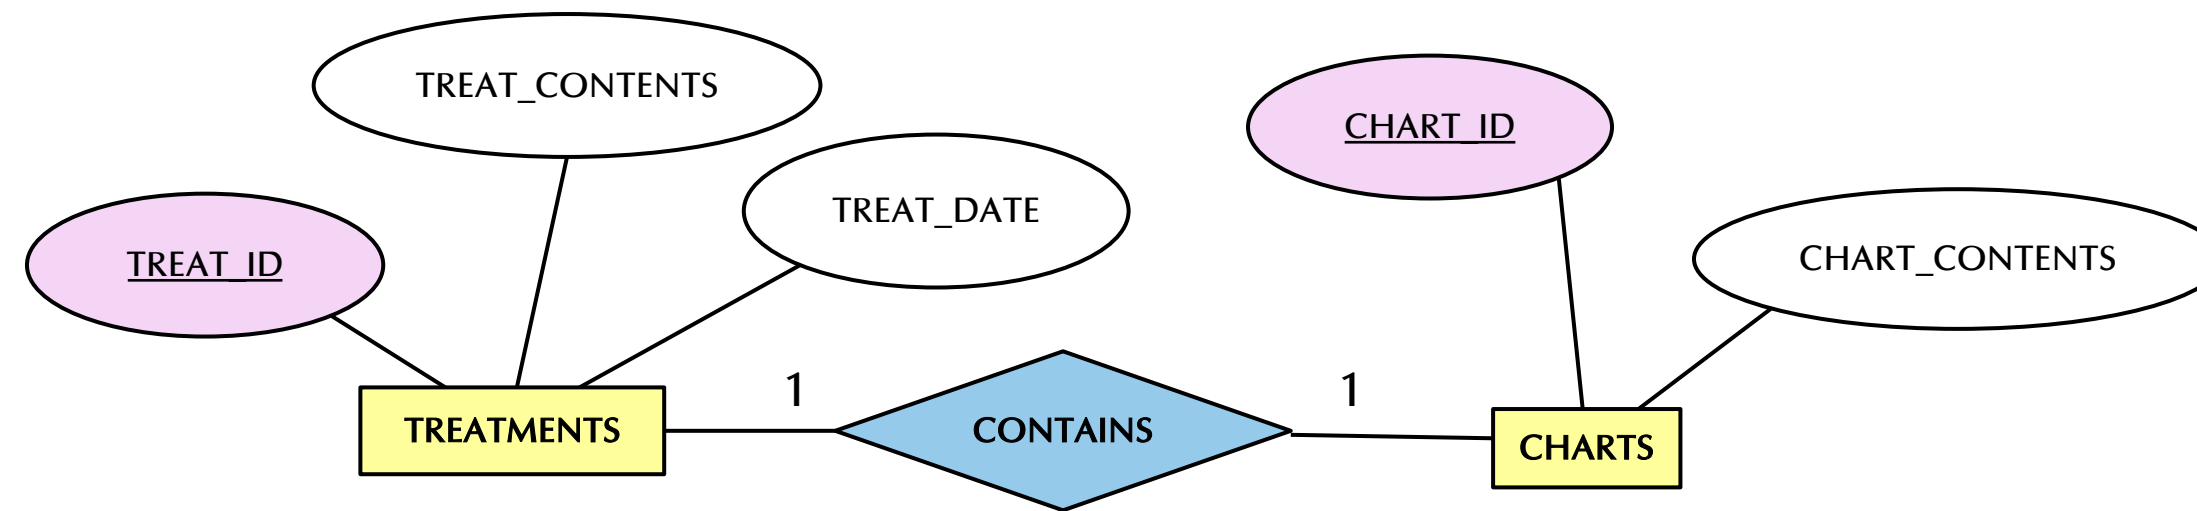 TREAT_CONTENTS
CHART_ID
TREAT_DATE
TREAT_ID
CHART_CONTENTS
1
1
TREATMENTS
CONTAINS
CHARTS